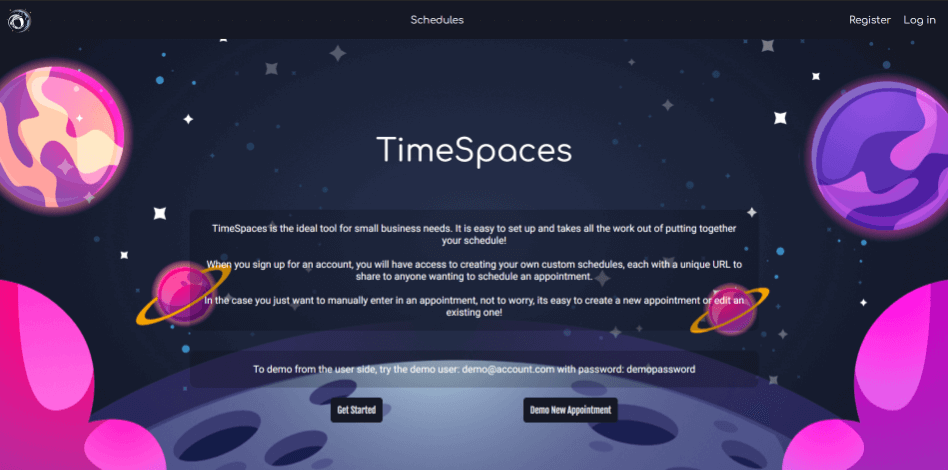 Schedules
Register
Log in
TimeSpaces
TimeSpaces is the ideal tool for small business needs. It is easy to set up and takes all the work out of putting together
your schedule!
When you sign up for an account, you will have access to creating your own custom schedules, each with a unique URL to
share to anyone wanting to schedule an appointment.
In the case you just want to manually enter in an appointment, not to worry, its easy to create a new appointment or edit an
existing one!
To demo from the user side, try the demo user: demo@account.com with password: demopassword
Get Started
Demo New Appointment